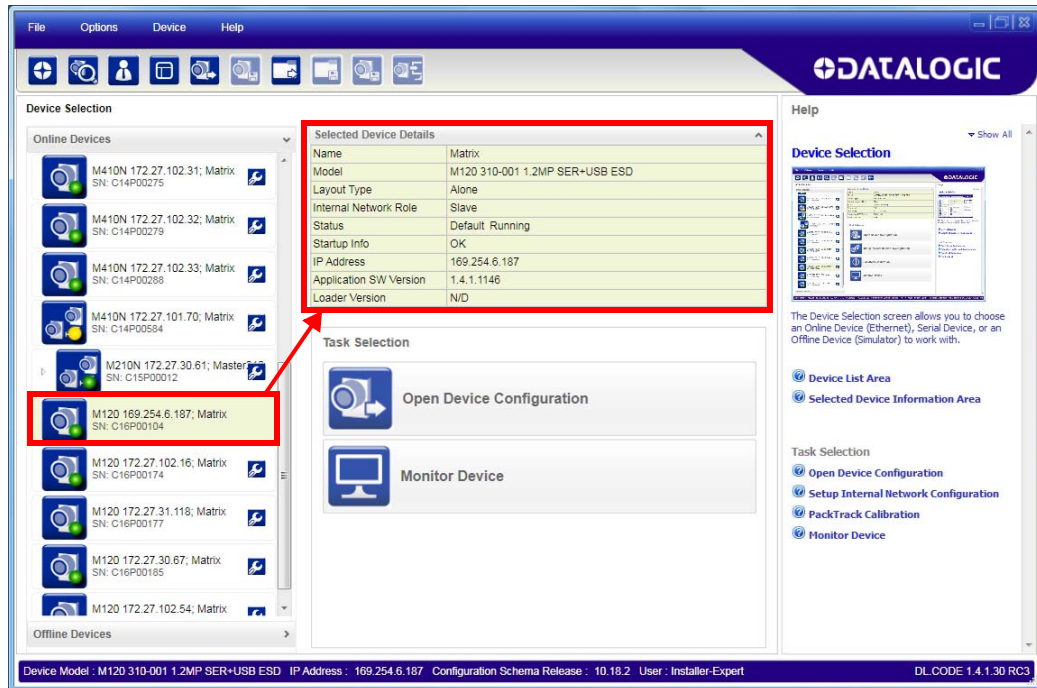 File Options Device Help
DATALOGIC
Device Selection
Online Devices
M410N 172.27.102.31; Matrix
SN: C14P00275
M410N 172.27.102.32; Matrix
SN: C14P00279
M410N 172.27.102.33; Matrix
SN: C14P00288
M410N 172.27.101.70; Matrix
SN: C14P00584
M210N 172.27.30.61;
SN: C15P00012
M120 169.254.6.187; Matrix
SN: C16P00104
M120 172.27.102.16; Matrix
SN: C16P00174
M120 172.27.31.118; Matrix
SN: C16P00177
M120 172.27.30.67; Matrix
SN: C16P00185
M120 172.27.102.54; Matrix
Offline Devices
Selected Device Details
Name Matrix
Model M120 310-001 1.2MP SER+USB ESD
Layout Type Alone
Internal Network Role Slave
Status Default Running
Startup Info OK
IP Address 169.254.6.187
Application SW Version 1.4.1.1146
Loader Version N/D
Task Selection
Open Device Configuration
Monitor Device
Help
Show All
Device Selection
The Device Selection screen allows you to choose
an Online Device (Ethernet), Serial Device, or an
Offline Device (Simulator) to work with.
Device List Area
Selected Device Information Area
Task Selection
Open Device Configuration
Setup Internal Network Configuration
PackTrack Calibration
Monitor Device
Device Model : M120 310-001 1.2MP SER+USB ESD IP Address : 169.254.6.187 Configuration Schema Release : 10.18.2 User : Installer-Expert DL.CODE 1.4.1.30 RC3